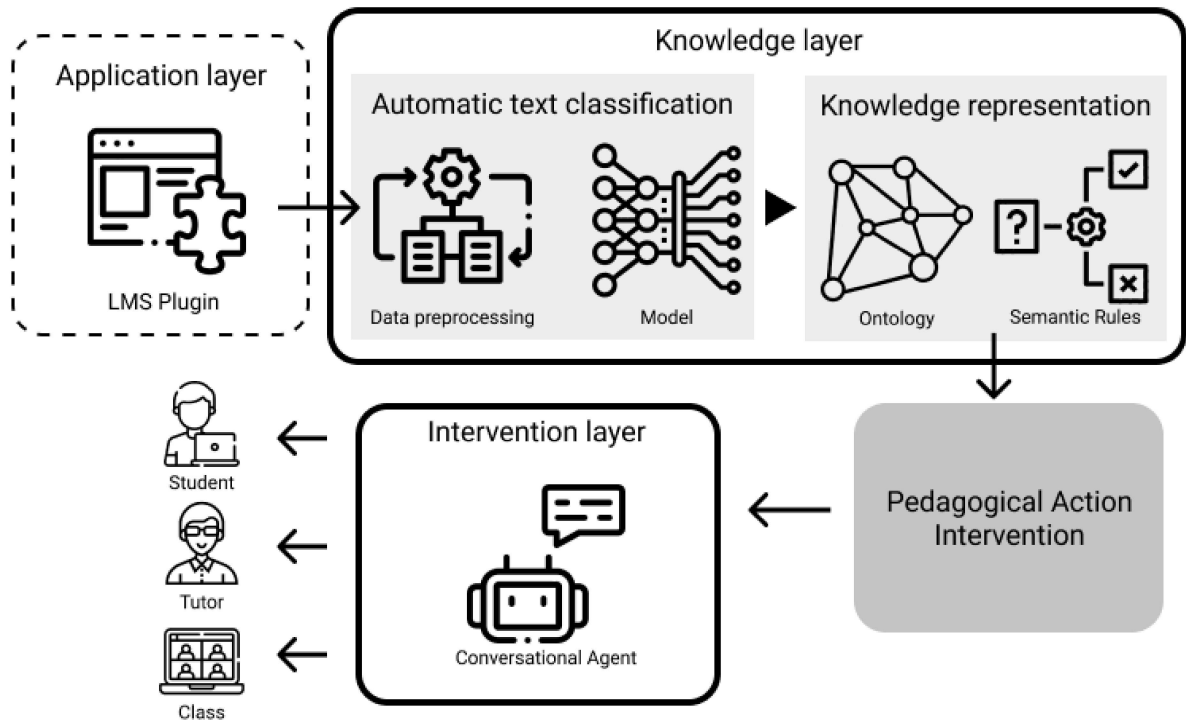 Application layer
LMS Plugin
Knowledge layer
Automatic text classification
Data preprocessing
Model
Knowledge representation
?
Ontology
Semantic Rules
Pedagogical Action
Intervention
Intervention layer
Conversational Agent
Student
Tutor
Class